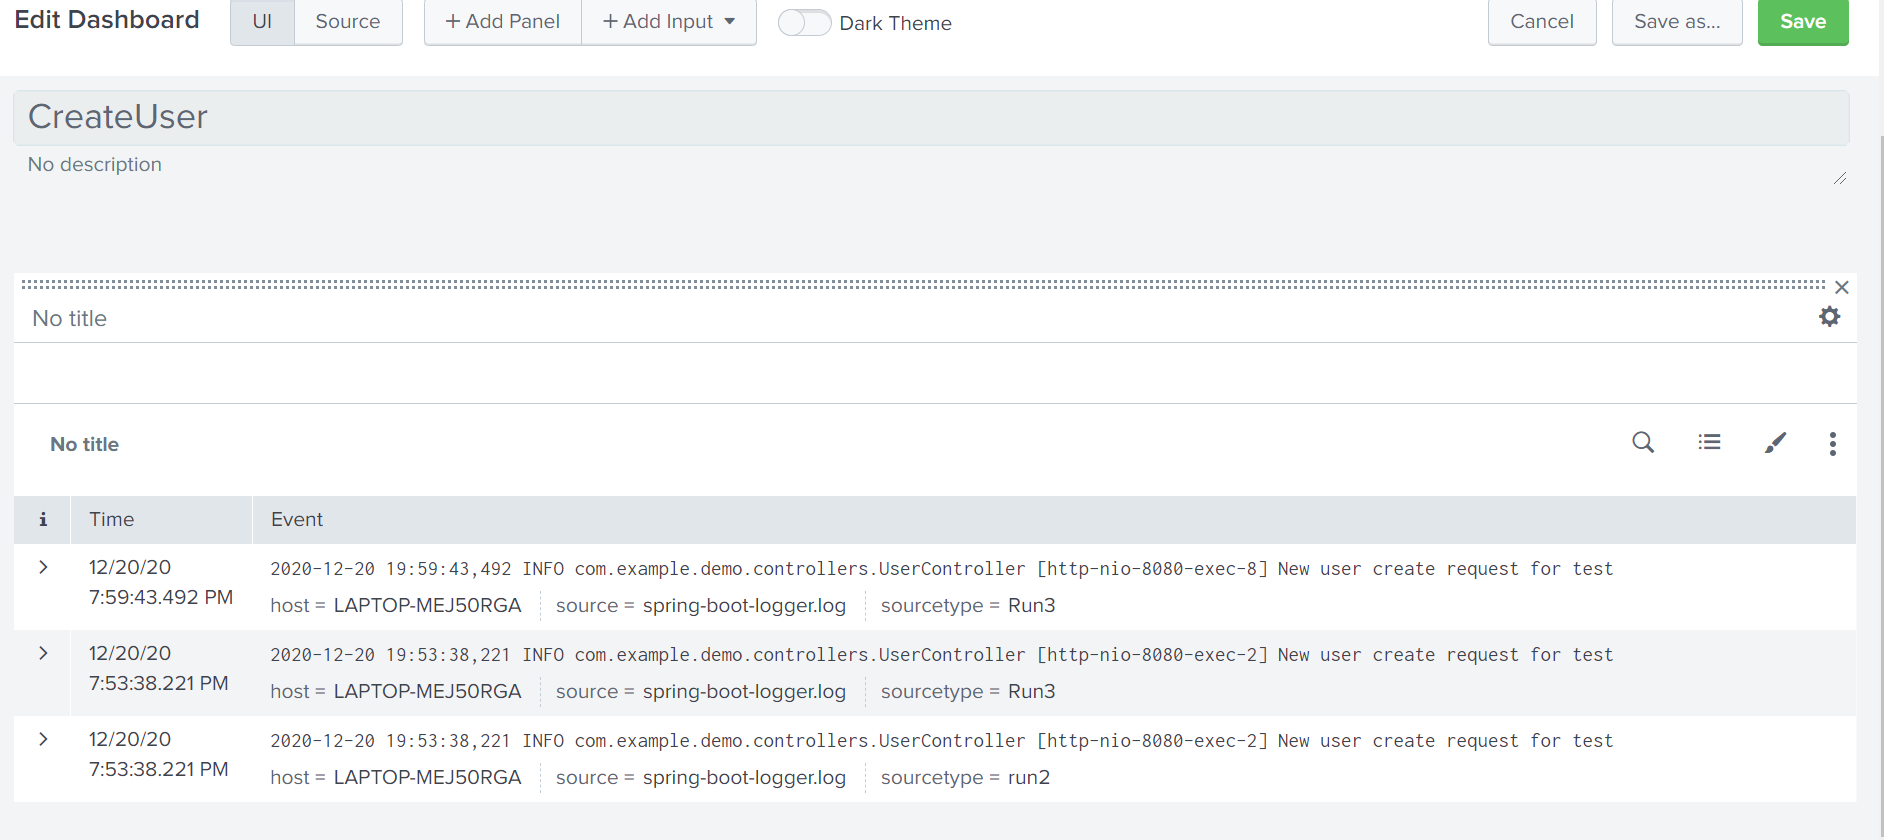 Edit Dashboard UI Source + Add Panel + Add Input Dark Theme Cancel Save as... Save
CreateUser
No description
No title
No title
i Time Event
12/20/20 2020-12-20 19:59:43,492 INFO com.example.demo.controllers.UserController [http-nio-8080-exec-8] New user create request for test
7:59:43.492 PM host = LAPTOP-MEJ50RGA source = spring-boot-logger.log sourcetype = Run3
12/20/20 2020-12-20 19:53:38,221 INFO com.example.demo.controllers.UserController [http-nio-8080-exec-2] New user create request for test
7:53:38.221 PM host = LAPTOP-MEJ50RGA source = spring-boot-logger.log sourcetype = Run3
12/20/20 2020-12-20 19:53:38,221 INFO com.example.demo.controllers.UserController [http-nio-8080-exec-2] New user create request for test
7:53:38.221 PM host = LAPTOP-MEJ50RGA source = spring-boot-logger.log sourcetype = run2